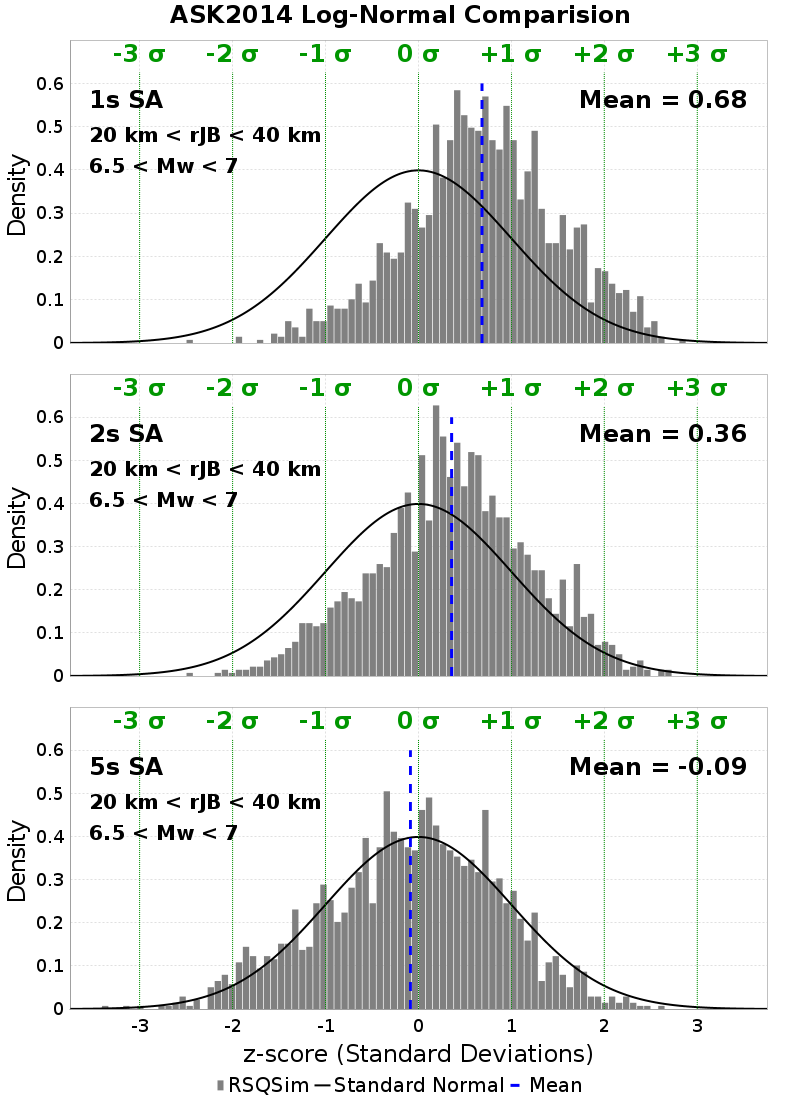 ASK2014 Log-Normal Comparision
-3 σ -2 σ -1 σ 0 σ +1 σ +2 σ +3 σ
1s SA
Mean = 0.68
20 km < rJB < 40 km
6.5 < Mw < 7
Density
0.6
0.5
0.4
0.3
0.2
0.1
0
-3 σ -2 σ -1 σ 0 σ +1 σ +2 σ +3 σ
2s SA
Mean = 0.36
20 km < rJB < 40 km
6.5 < Mw < 7
Density
0.6
0.5
0.4
0.3
0.2
0.1
0
-3 σ -2 σ -1 σ 0 σ +1 σ +2 σ +3 σ
5s SA
Mean = -0.09
20 km < rJB < 40 km
6.5 < Mw < 7
Density
0.6
0.5
0.4
0.3
0.2
0.1
0
-3 -2 -1 0 1 2 3
z-score (Standard Deviations)
RSQSim Standard Normal Mean